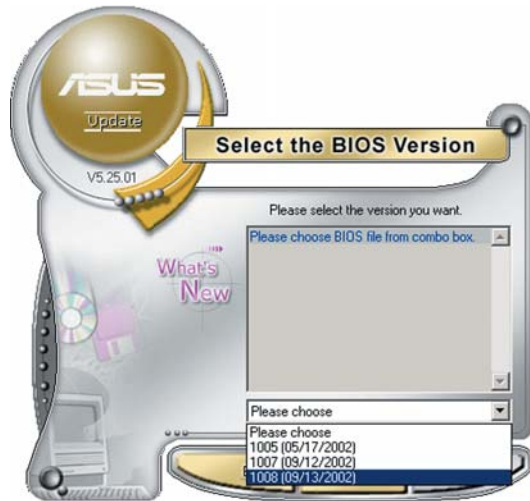 ASUS
Update
V5.25.01
Select the BIOS Version
Please select the version you want.
Please choose BIOS file from combo box.
What's
New
Please choose
Please choose
1005 (05/17/2002)
1007 (09/12/2002)
1008 (09/13/2002)